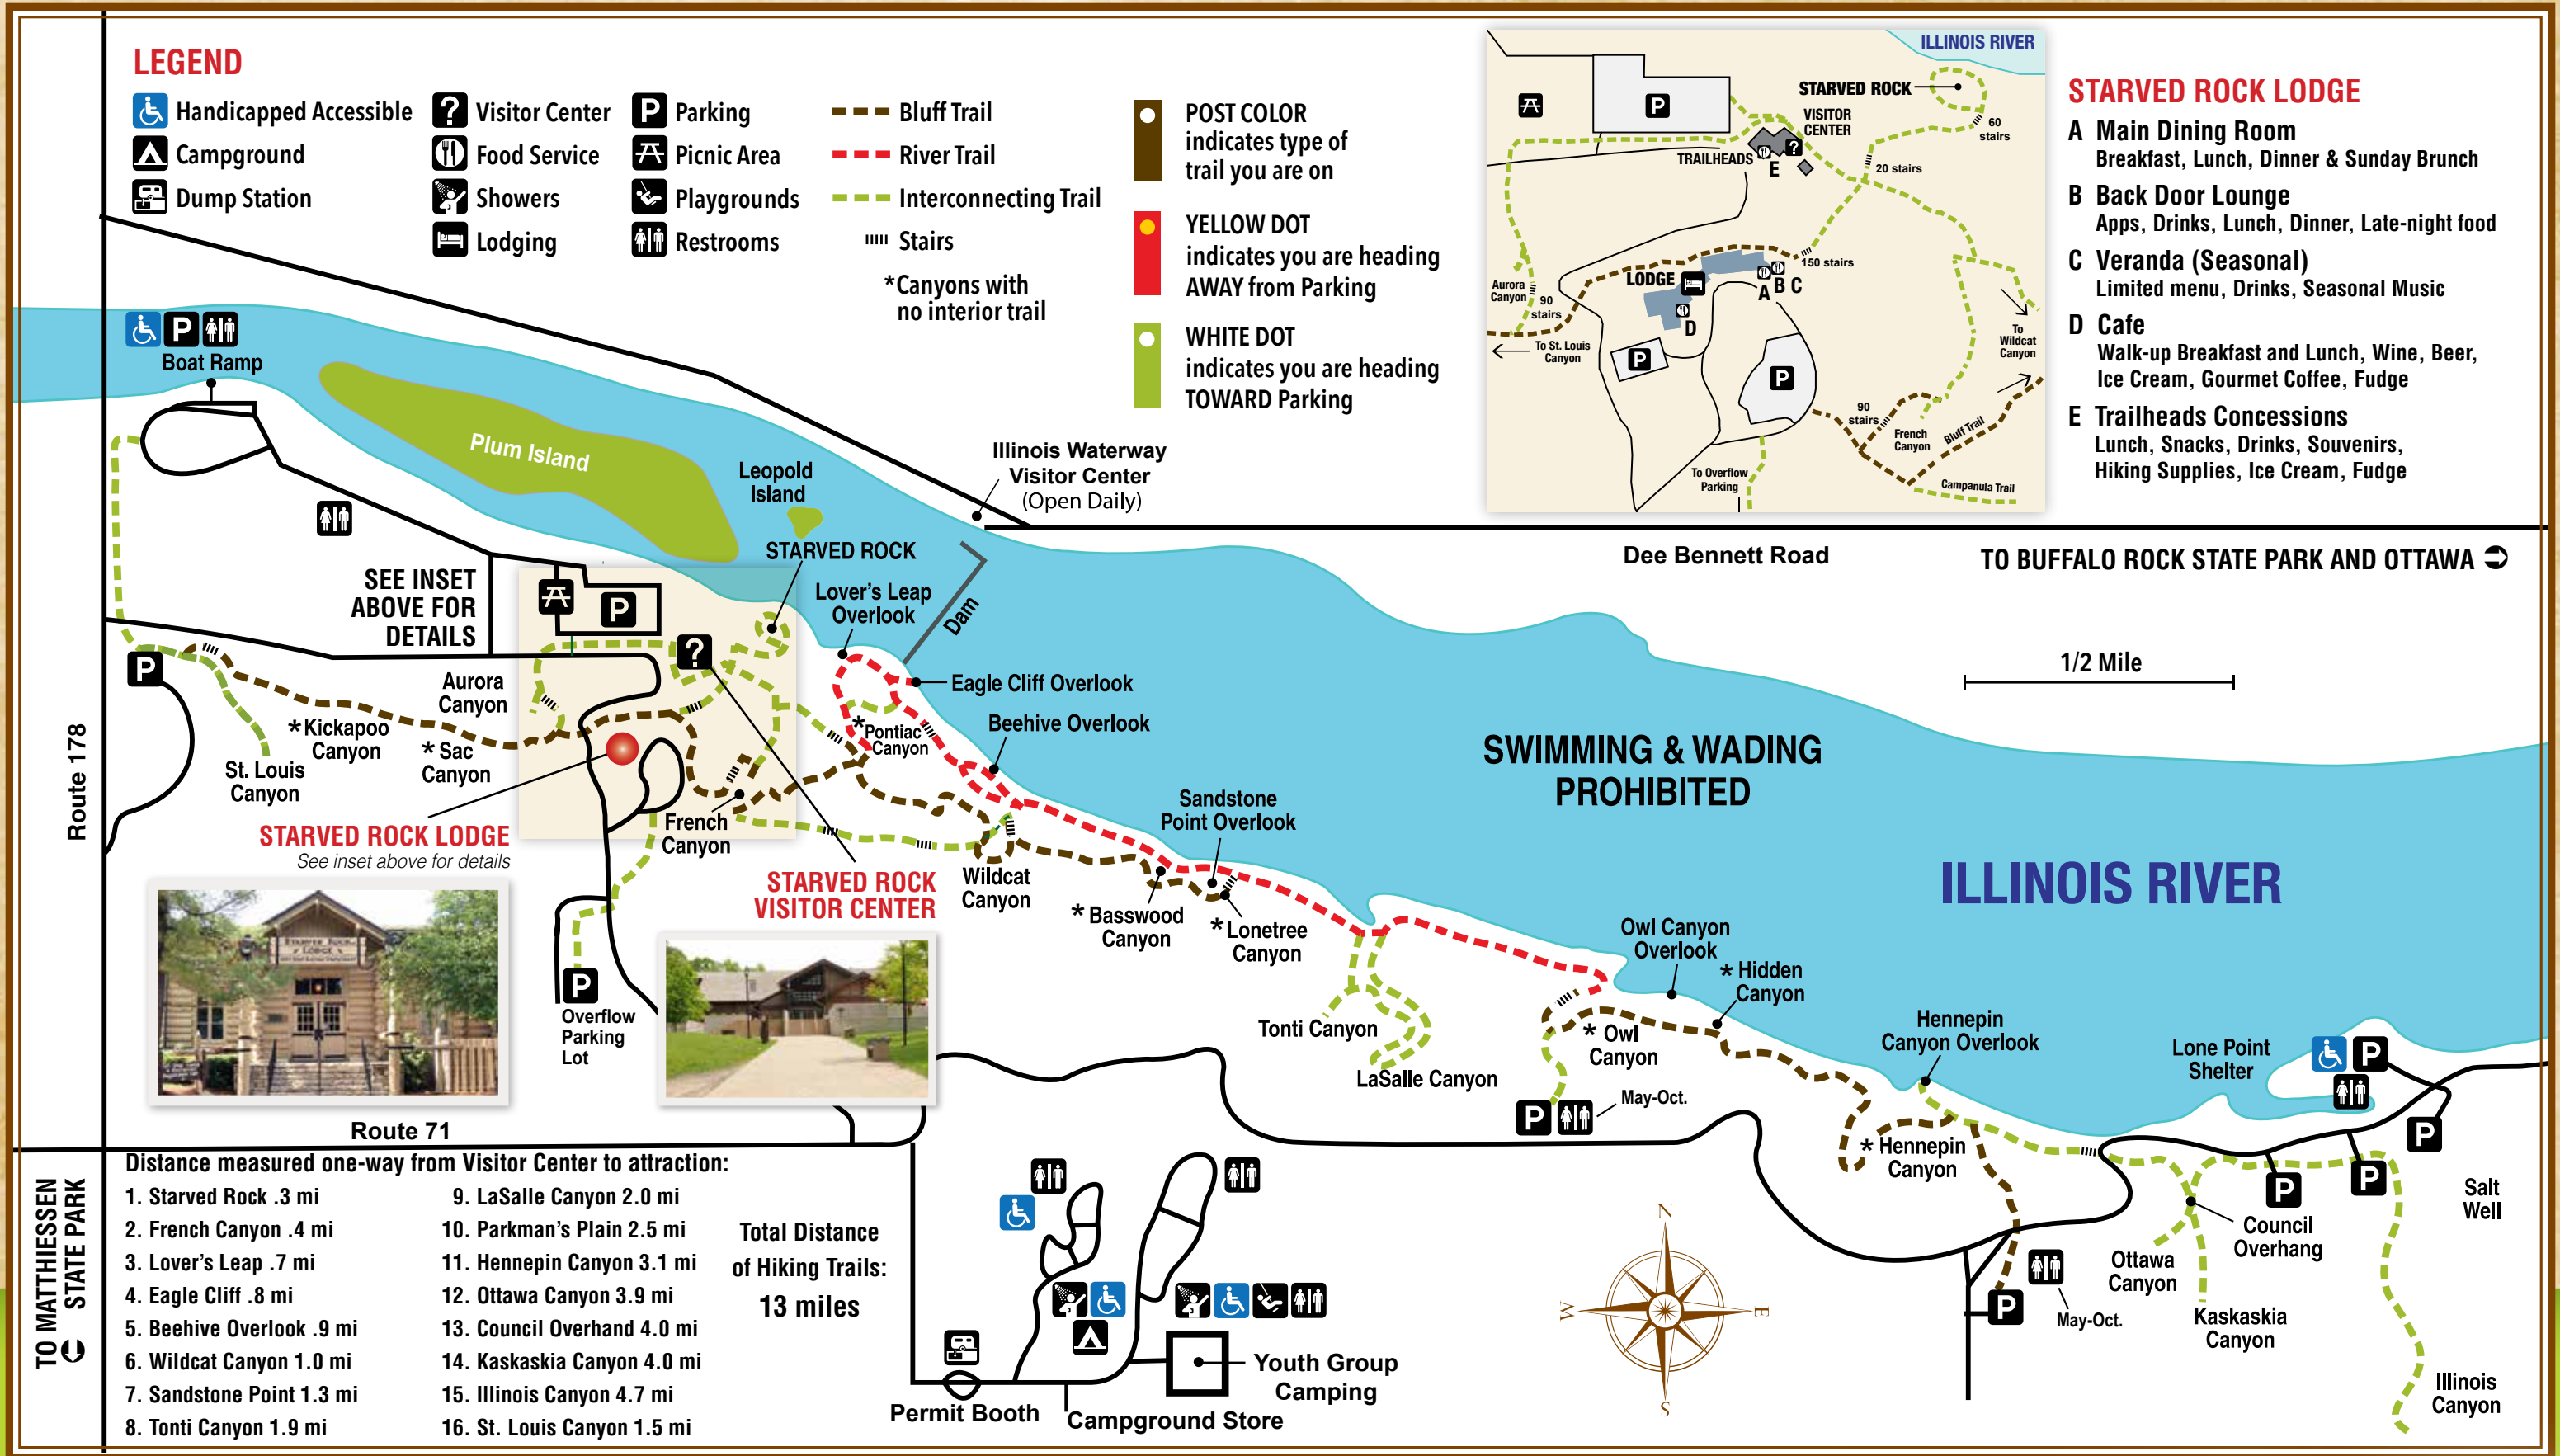 LEGEND
Handicapped Accessible
Campground
Dump Station
? Visitor Center
Food Service
Showers
Lodging
P Parking
Picnic Area
Playgrounds
Restrooms
Bluff Trail
River Trail
Interconnecting Trail
Stairs
*Canyons with
no interior trail
POST COLOR
indicates type of
trail you are on
YELLOW DOT
indicates you are heading
AWAY from Parking
WHITE DOT
indicates you are heading
TOWARD Parking
ILLINOIS RIVER
STARVED ROCK
VISITOR
CENTER
P
60
stairs
TRAILHEADS
?
E
20 stairs
150 stairs
LODGE
A B C
D
Aurora
Canyon
90
stairs
To St. Louis
Canyon
P
P
To
Wildcat
Canyon
90
stairs
French
Canyon
Bluff Trail
To Overflow
Parking
Campanula Trail
STARVED ROCK LODGE
A Main Dining Room
Breakfast, Lunch, Dinner & Sunday Brunch
B Back Door Lounge
Apps, Drinks, Lunch, Dinner, Late-night food
C Veranda (Seasonal)
Limited menu, Drinks, Seasonal Music
D Cafe
Walk-up Breakfast and Lunch, Wine, Beer,
Ice Cream, Gourmet Coffee, Fudge
E Trailheads Concessions
Lunch, Snacks, Drinks, Souvenirs,
Hiking Supplies, Ice Cream, Fudge
P
Boat Ramp
Plum Island
Leopold
Island
Illinois Waterway
Visitor Center
(Open Daily)
Dee Bennett Road
TO BUFFALO ROCK STATE PARK AND OTTAWA
1/2 Mile
SEE INSET
ABOVE FOR
DETAILS
STARVED ROCK
Lover's Leap
Overlook
Dam
P
?
P
Eagle Cliff Overlook
Beehive Overlook
Aurora
Canyon
*Pontiac
Canyon
*Kickapoo
Canyon
*Sac
Canyon
St. Louis
Canyon
Route 178
SWIMMING & WADING
PROHIBITED
ILLINOIS RIVER
Sandstone
Point Overlook
STARVED ROCK LODGE
See inset above for details
French
Canyon
STARVED ROCK
VISITOR CENTER
Wildcat
Canyon
*Basswood
Canyon
*Lonetree
Canyon
STARVED ROCK
LODGE
P
Overflow
Parking
Lot
Owl Canyon
Overlook
*Hidden
Canyon
Tonti Canyon
LaSalle Canyon
*Owl
Canyon
P
May-Oct.
Hennepin
Canyon Overlook
Lone Point
Shelter
P
P
P
P
*Hennepin
Canyon
Salt
Well
Council
Overhang
Ottawa
Canyon
Kaskaskia
Canyon
Illinois
Canyon
P
May-Oct.
Route 71
TO MATTHIESSEN
STATE PARK
Distance measured one-way from Visitor Center to attraction:
1. Starved Rock .3 mi
2. French Canyon .4 mi
3. Lover's Leap .7 mi
4. Eagle Cliff .8 mi
5. Beehive Overlook .9 mi
6. Wildcat Canyon 1.0 mi
7. Sandstone Point 1.3 mi
8. Tonti Canyon 1.9 mi
9. LaSalle Canyon 2.0 mi
10. Parkman's Plain 2.5 mi
11. Hennepin Canyon 3.1 mi
12. Ottawa Canyon 3.9 mi
13. Council Overhand 4.0 mi
14. Kaskaskia Canyon 4.0 mi
15. Illinois Canyon 4.7 mi
16. St. Louis Canyon 1.5 mi
Total Distance
of Hiking Trails:
13 miles
Permit Booth
Campground Store
Youth Group
Camping
N
W
E
S